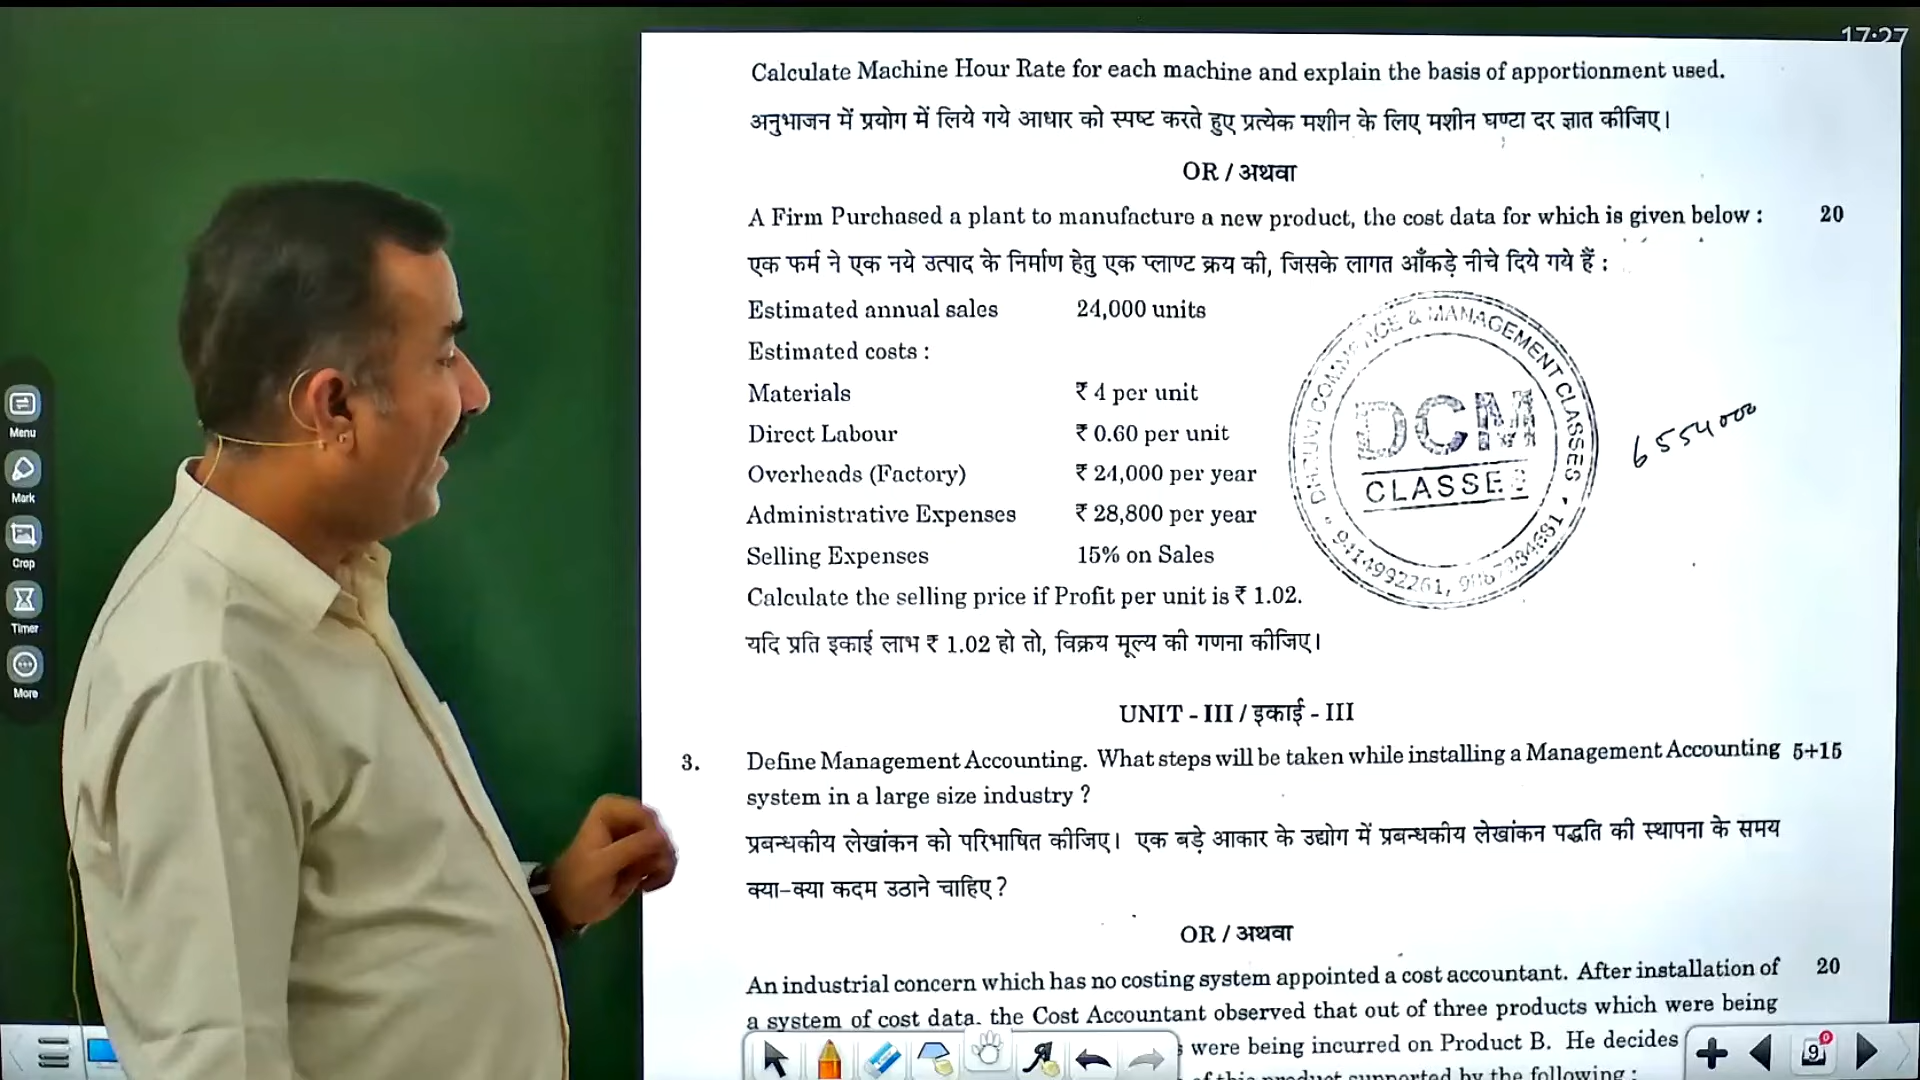 17:27
Calculate Machine Hour Rate for each machine and explain the basis of apportionment used.
अनुभाजन में प्रयोग में लिये गये आधार को स्पष्ट करते हुए प्रत्येक मशीन के लिए मशीन घण्टा दर ज्ञात कीजिए।
OR / अथवा
A Firm Purchased a plant to manufacture a new product, the cost data for which is given below : 20
एक फर्म ने एक नये उत्पाद के निर्माण हेतु एक प्लाण्ट क्रय की, जिसके लागत आँकड़े नीचे दिये गये हैं :
Estimated annual sales 24,000 units
Estimated costs :
Materials ₹ 4 per unit
Direct Labour ₹ 0.60 per unit
Overheads (Factory) ₹ 24,000 per year
Administrative Expenses ₹ 28,800 per year
Selling Expenses 15% on Sales
Calculate the selling price if Profit per unit is ₹ 1.02.
यदि प्रति इकाई लाभ ₹ 1.02 हो तो, विक्रय मूल्य की गणना कीजिए।
& MANAGEMENT CLASSES
DCM
CLASSES
9414992261,
6554000
UNIT - III / इकाई - III
3. Define Management Accounting. What steps will be taken while installing a Management Accounting 5+15
system in a large size industry ?
प्रबन्धकीय लेखांकन को परिभाषित कीजिए। एक बड़े आकार के उद्योग में प्रबन्धकीय लेखांकन पद्धति की स्थापना के समय
क्या-क्या कदम उठाने चाहिए ?
OR / अथवा
An industrial concern which has no costing system appointed a cost accountant. After installation of 20
a system of cost data, the Cost Accountant observed that out of three products which were being
were being incurred on Product B. He decides
of this product supported by the following :
Menu
Mark
Crop
Timer
More
9
0